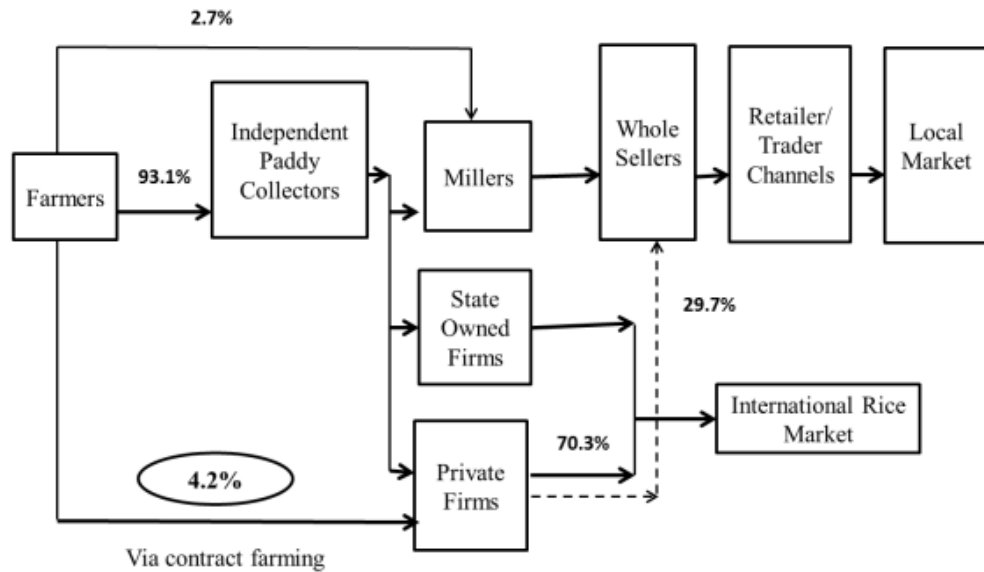 2.7%
Farmers
93.1%
Independent
Paddy
Collectors
Millers
Whole
Sellers
Retailer/
Trader
Channels
Local
Market
State
Owned
Firms
29.7%
International Rice
Market
Private
Firms
70.3%
4.2%
Via contract farming